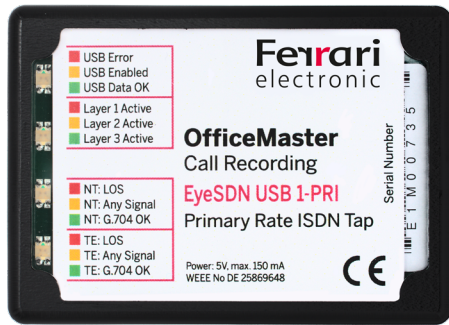 USB Error
USB Enabled
USB Data OK
Layer 1 Active
Layer 2 Active
Layer 3 Active
NT: LOS
NT: Any Signal
NT: G.704 OK
TE: LOS
TE: Any Signal
TE: G.704 OK
Ferrari
electronic
OfficeMaster
Call Recording
EyeSDN USB 1-PRI
Primary Rate ISDN Tap
Power: 5V, max. 150 mA
WEEE No DE 25869648
CE
Serial Number
E1M00735